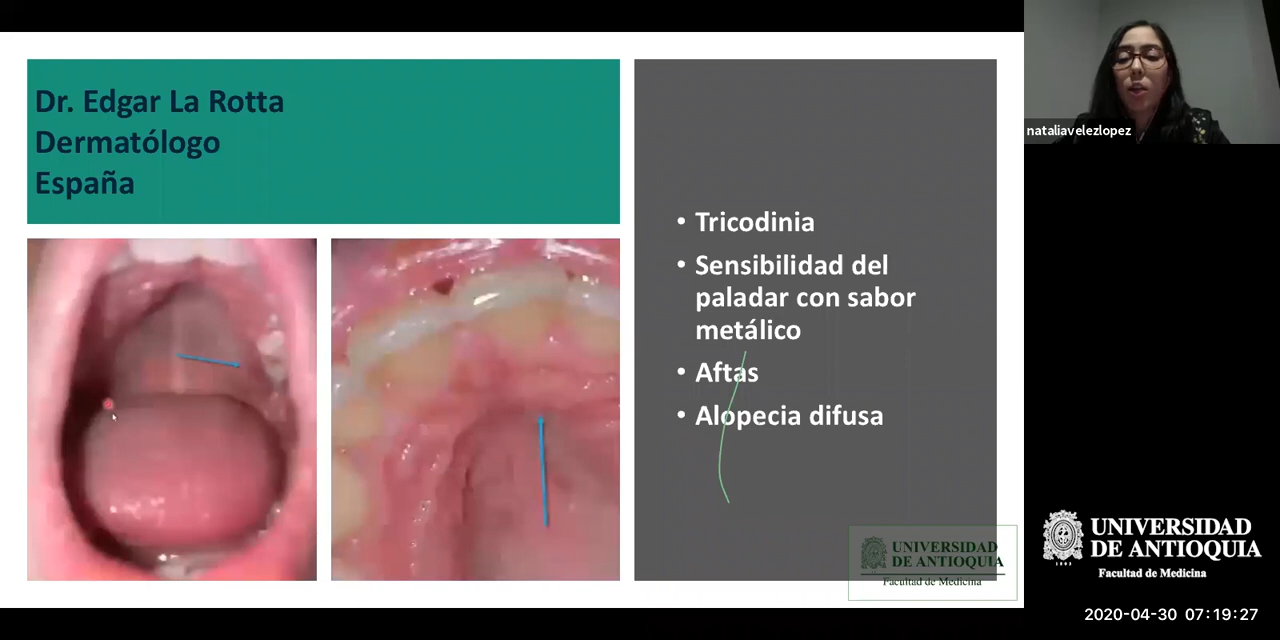 Dr. Edgar La Rotta
Dermatólogo
España
• Tricodinia
• Sensibilidad del
paladar con sabor
metálico
• Aftas
• Alopecia difusa
UNIVERSIDAD
DE ANTIOQUIA
Facultad de Medicina
nataliavelezlopez
UNIVERSIDAD
DE ANTIOQUIA
1803
Facultad de Medicina
2020-04-30 07:19:27